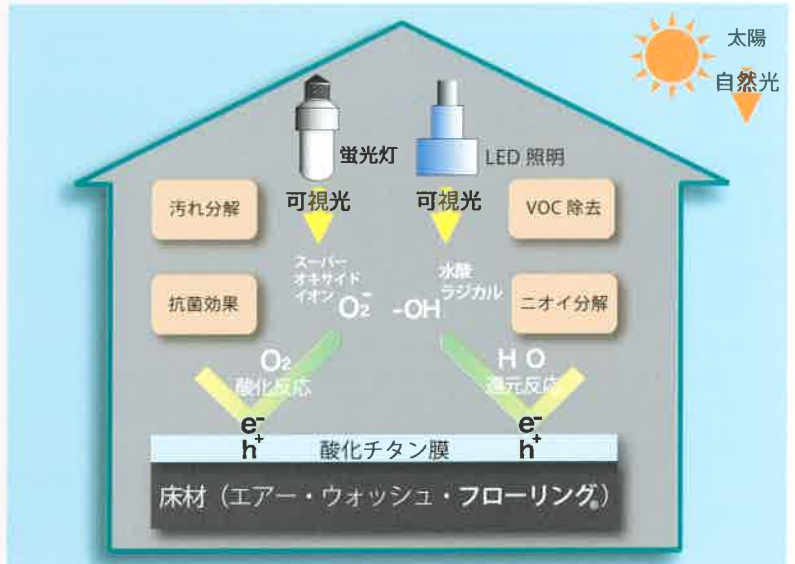 太陽
自然光
蛍光灯
LED 照明
可視光
可視光
汚れ分解
VOC 除去
スーパー
オキサイド
イオン O₂⁻
水酸
ラジカル
-OH
抗菌効果
ニオイ分解
O₂
酸化反応
H O
還元反応
e⁻
h⁺
e⁻
h⁺
酸化チタン膜
床材（エアー・ウォッシュ・フローリング®）